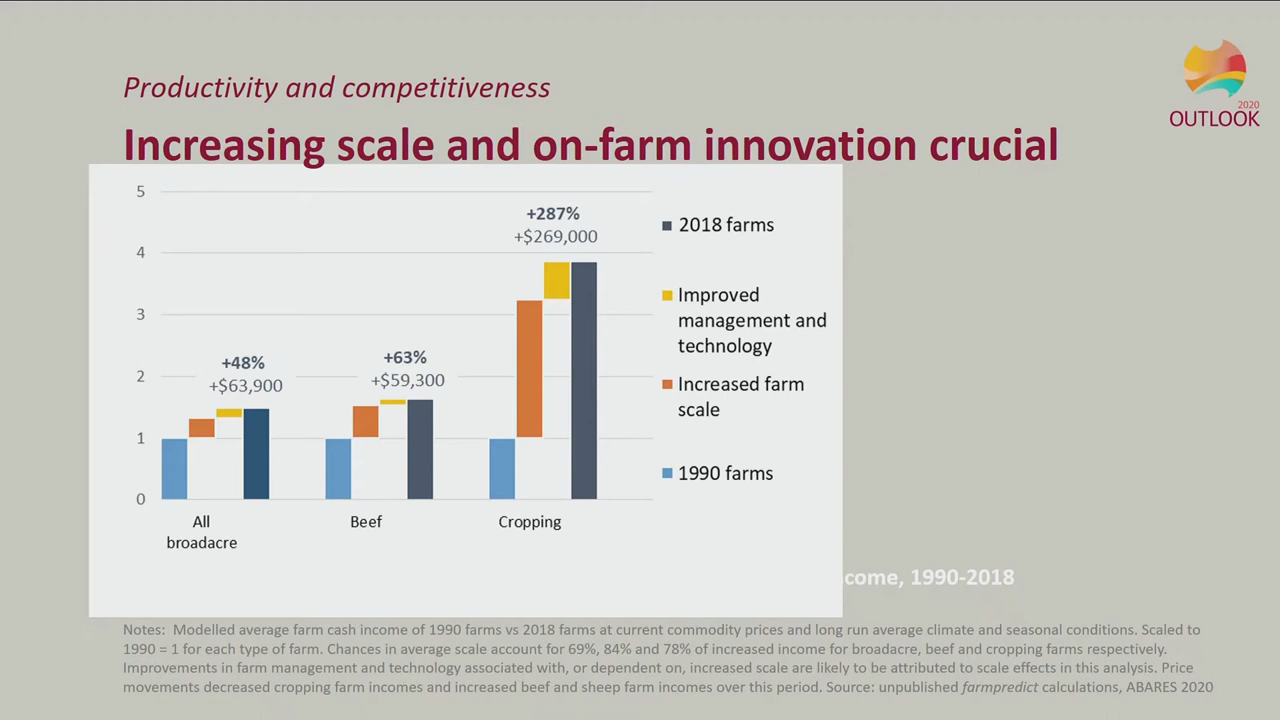 Productivity and competitiveness
2020
OUTLOOK
Increasing scale and on-farm innovation crucial
5
4
3
2
1
0
+48%
+$63,900
+63%
+$59,300
+287%
+$269,000
All
broadacre
Beef
Cropping
2018 farms
Improved
management and
technology
Increased farm
scale
1990 farms
come, 1990-2018
Notes: Modelled average farm cash income of 1990 farms vs 2018 farms at current commodity prices and long run average climate and seasonal conditions. Scaled to
1990 = 1 for each type of farm. Chances in average scale account for 69%, 84% and 78% of increased income for broadacre, beef and cropping farms respectively.
Improvements in farm management and technology associated with, or dependent on, increased scale are likely to be attributed to scale effects in this analysis. Price
movements decreased cropping farm incomes and increased beef and sheep farm incomes over this period. Source: unpublished farmpredict calculations, ABARES 2020